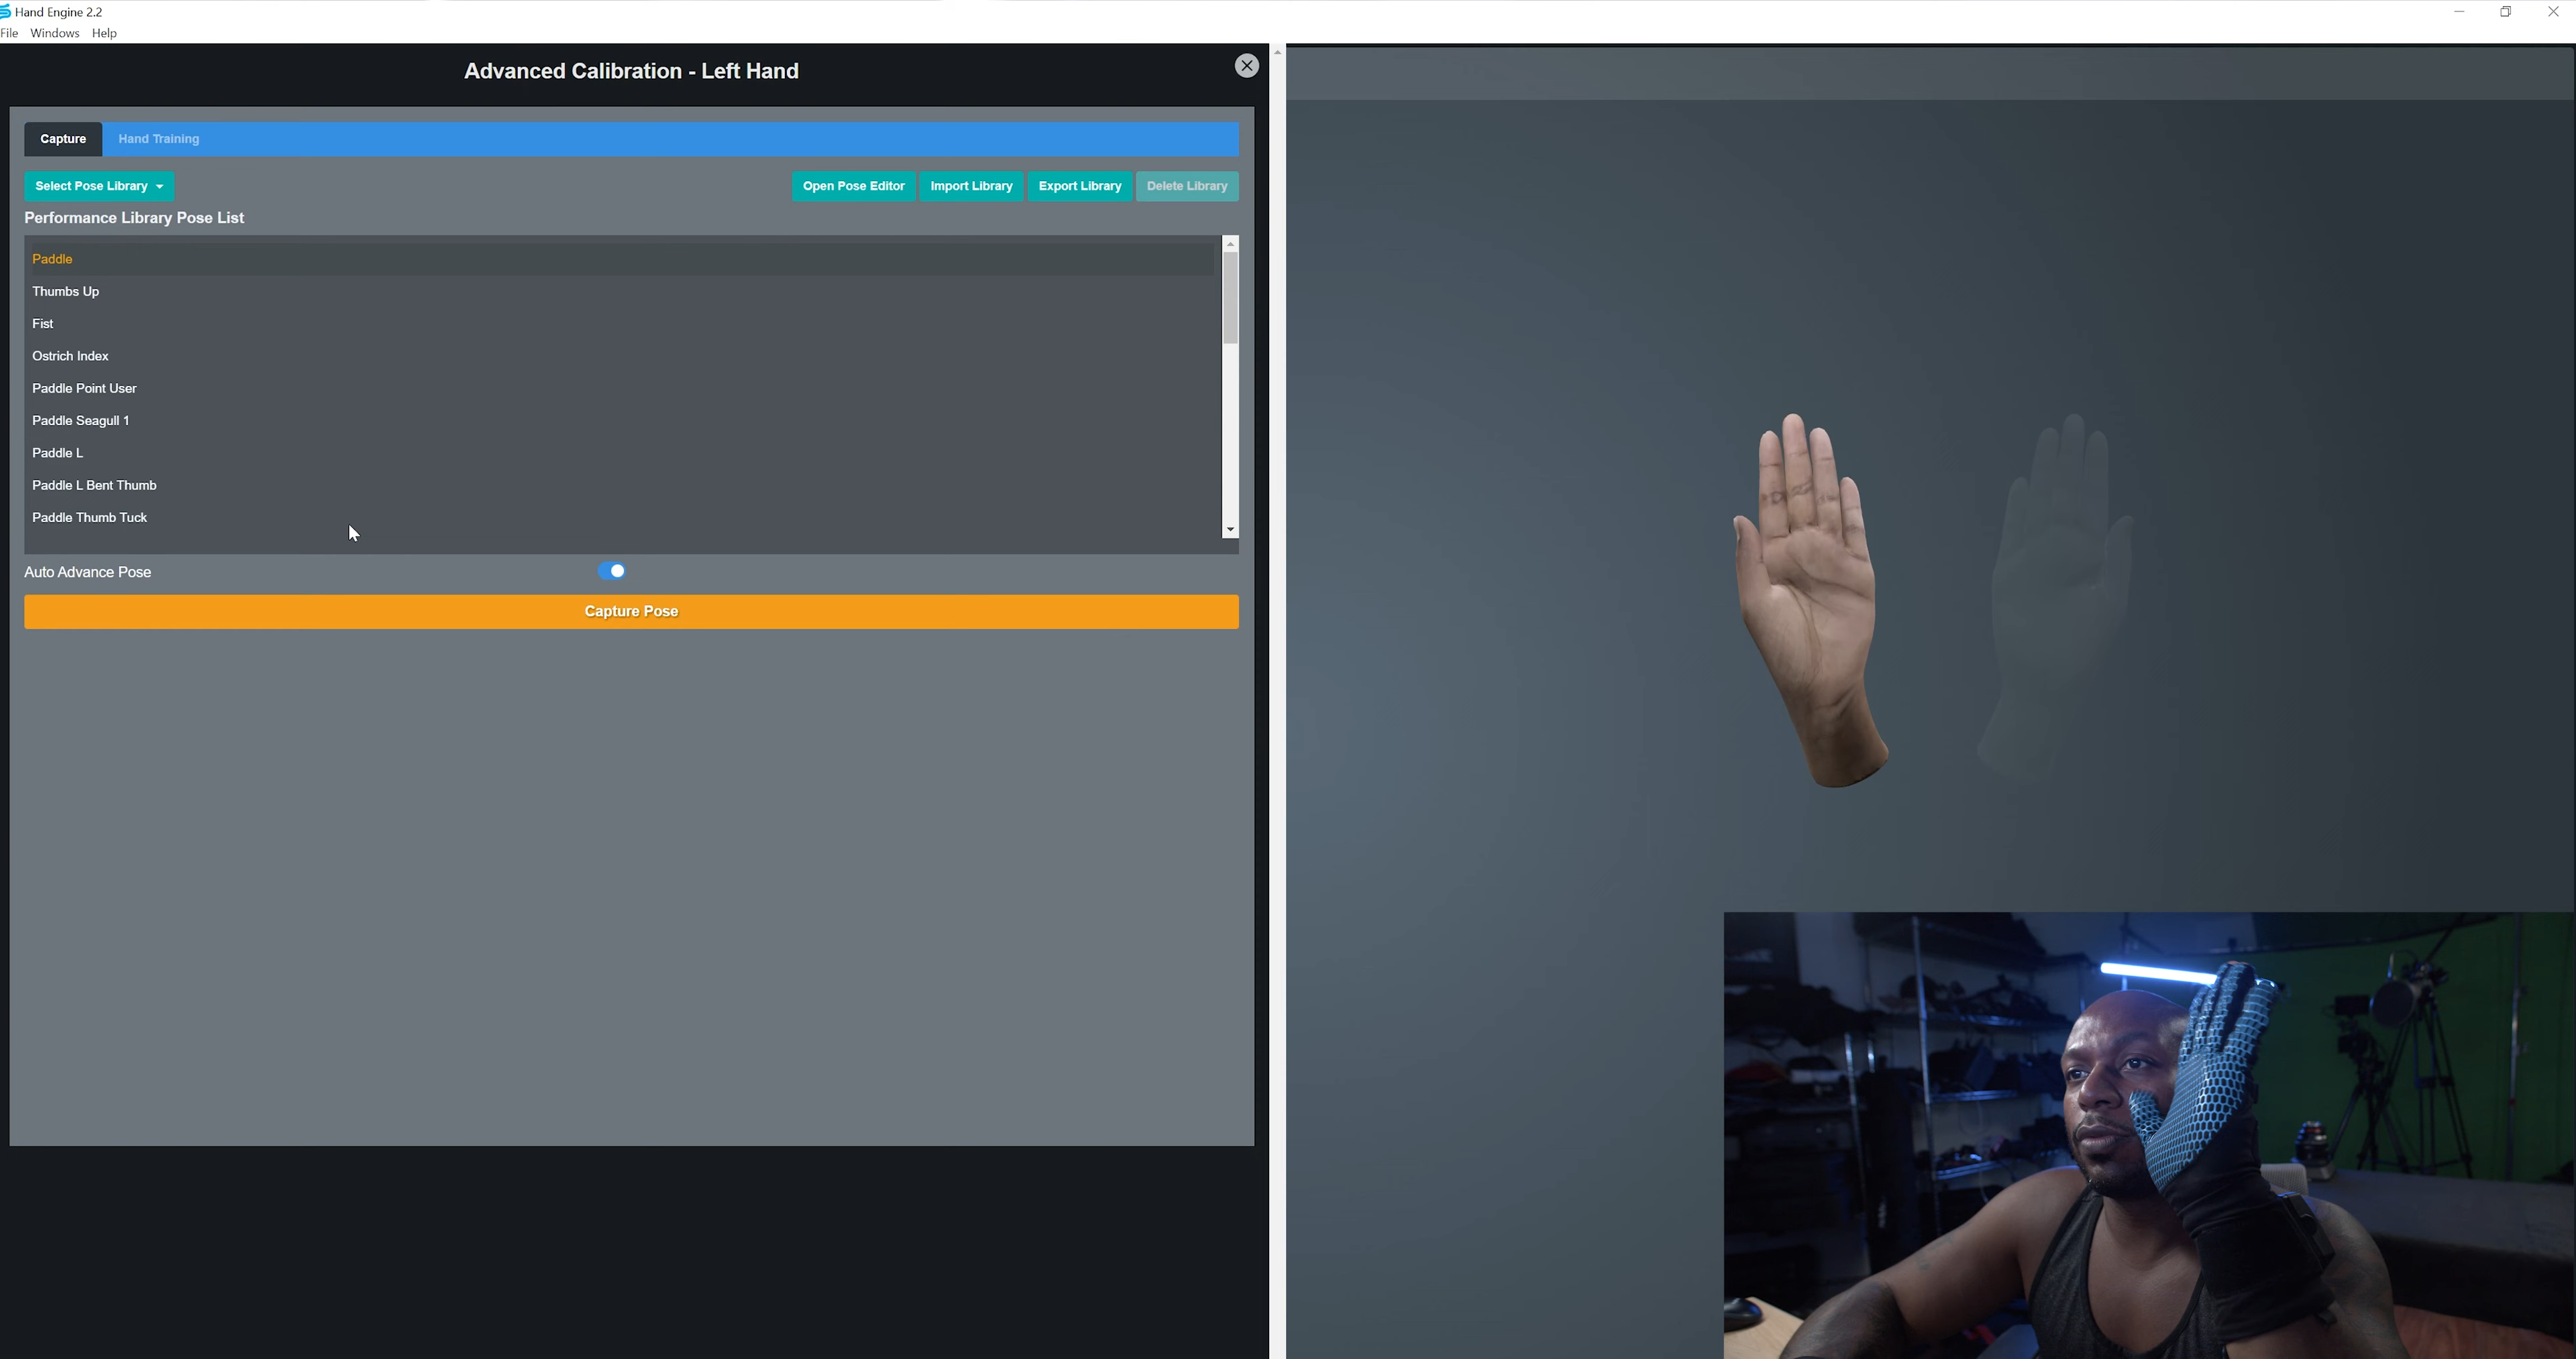 Hand Engine 2.2
File Windows Help
Advanced Calibration - Left Hand
Capture Hand Training
Select Pose Library Open Pose Editor Import Library Export Library Delete Library
Performance Library Pose List
Paddle
Thumbs Up
Fist
Ostrich Index
Paddle Point User
Paddle Seagull 1
Paddle L
Paddle L Bent Thumb
Paddle Thumb Tuck
Auto Advance Pose
Capture Pose